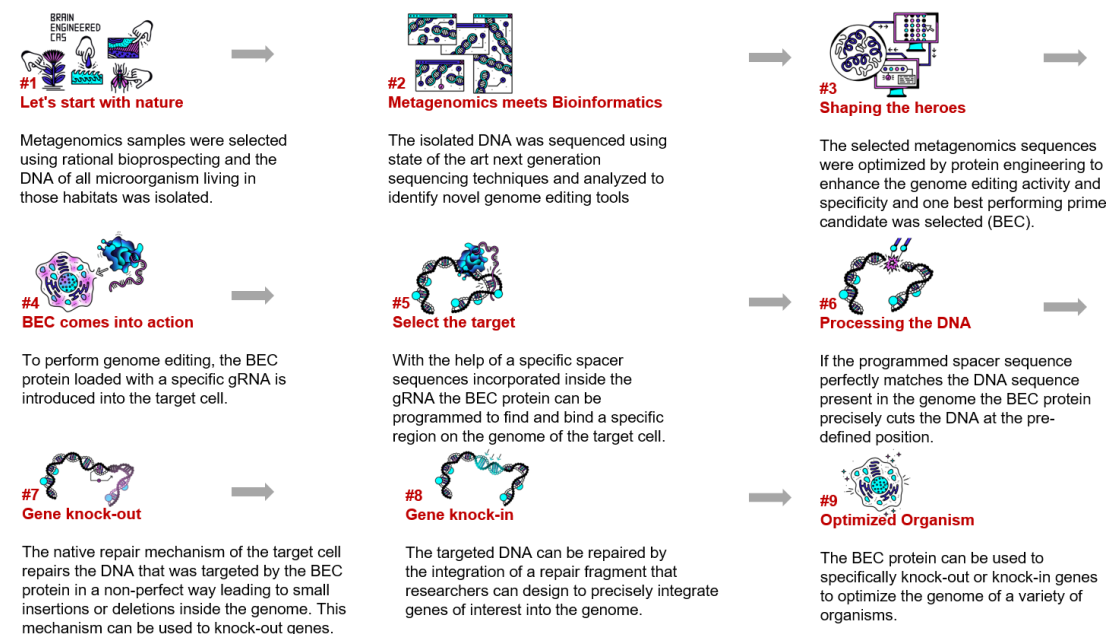 BRAIN
ENGINEERED
CAS
#1
Let's start with nature
Metagenomics samples were selected
using rational bioprospecting and the
DNA of all microorganism living in
those habitats was isolated.
#2
Metagenomics meets Bioinformatics
The isolated DNA was sequenced using
state of the art next generation
sequencing techniques and analyzed to
identify novel genome editing tools
#3
Shaping the heroes
The selected metagenomics sequences
were optimized by protein engineering to
enhance the genome editing activity and
specificity and one best performing prime
candidate was selected (BEC).
#4
BEC comes into action
To perform genome editing, the BEC
protein loaded with a specific gRNA is
introduced into the target cell.
#5
Select the target
With the help of a specific spacer
sequences incorporated inside the
gRNA the BEC protein can be
programmed to find and bind a specific
region on the genome of the target cell.
#6
Processing the DNA
If the programmed spacer sequence
perfectly matches the DNA sequence
present in the genome the BEC protein
precisely cuts the DNA at the pre-
defined position.
#7
Gene knock-out
The native repair mechanism of the target cell
repairs the DNA that was targeted by the BEC
protein in a non-perfect way leading to small
insertions or deletions inside the genome. This
mechanism can be used to knock-out genes.
#8
Gene knock-in
The targeted DNA can be repaired by
the integration of a repair fragment that
researchers can design to precisely integrate
genes of interest into the genome.
#9
Optimized Organism
The BEC protein can be used to
specifically knock-out or knock-in genes
to optimize the genome of a variety of
organisms.